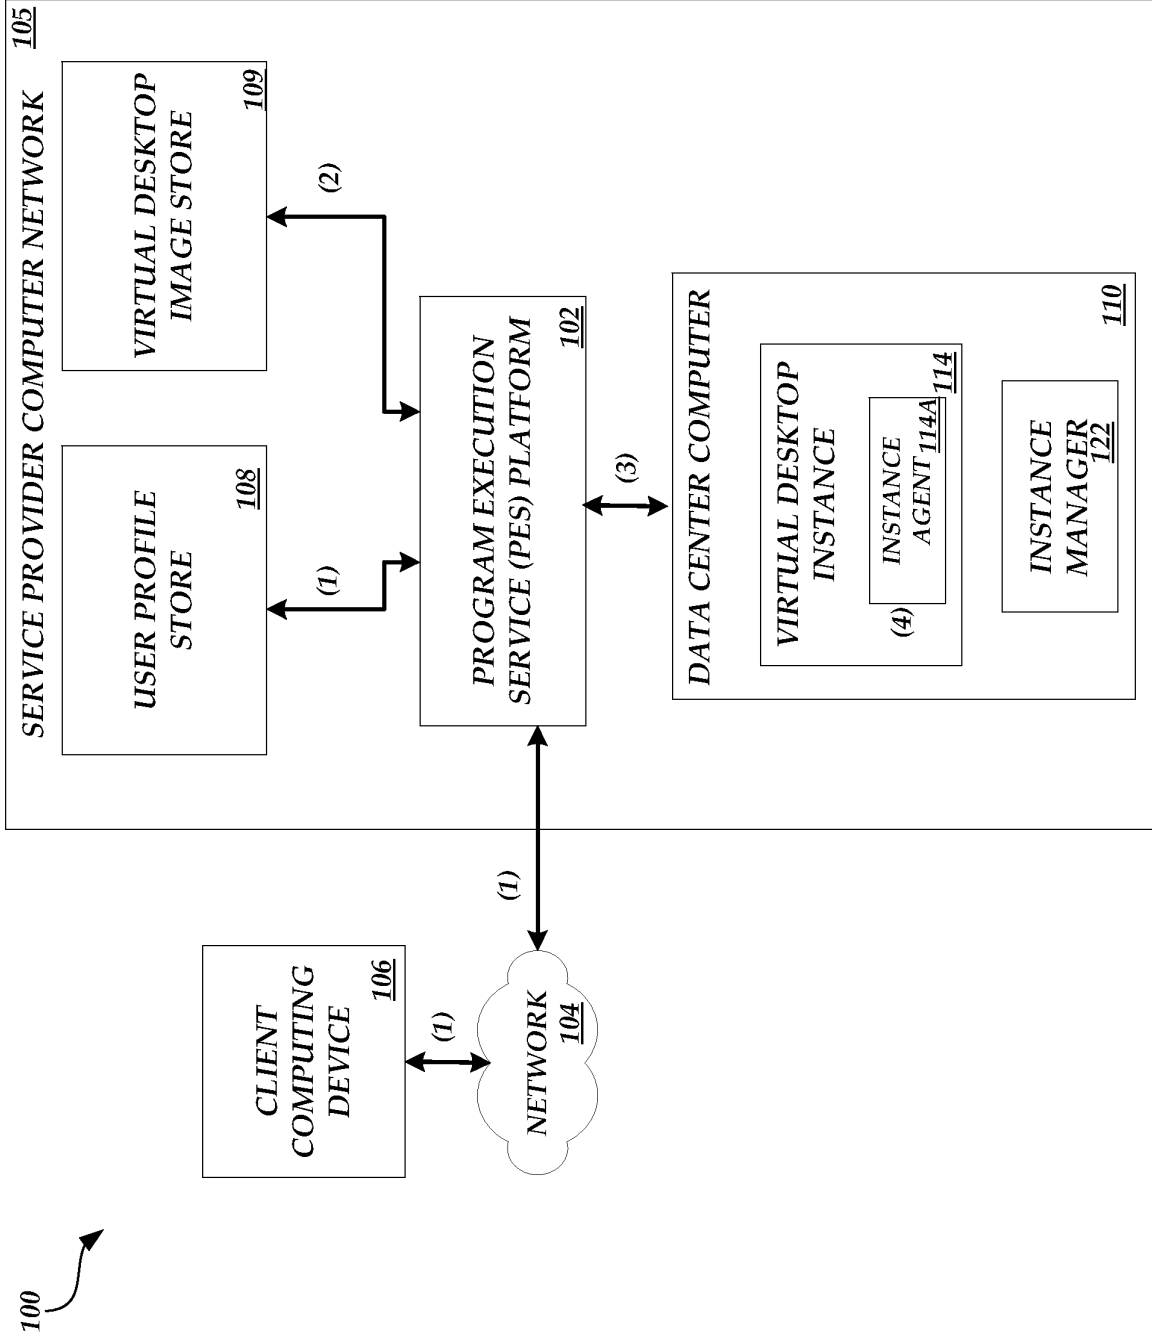 100
CLIENT
COMPUTING
DEVICE
106
(1)
NETWORK
104
(1)
SERVICE PROVIDER COMPUTER NETWORK
105
USER PROFILE
STORE
108
VIRTUAL DESKTOP
IMAGE STORE
109
(1)
(2)
PROGRAM EXECUTION
SERVICE (PES) PLATFORM
102
(3)
DATA CENTER COMPUTER
VIRTUAL DESKTOP
INSTANCE
(4)
INSTANCE
AGENT 114A
114
INSTANCE
MANAGER
122
110